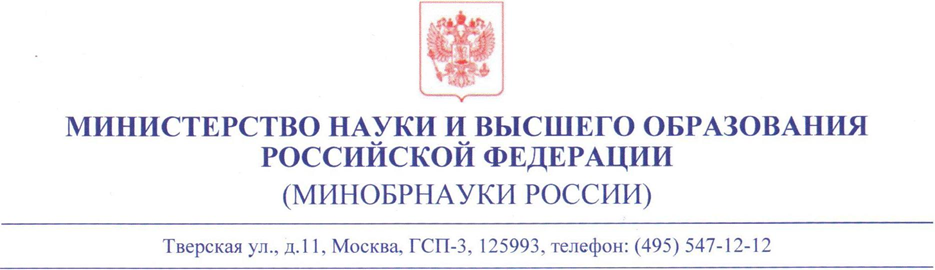 МИНИСТЕРСТВО НАУКИ И ВЫСШЕГО ОБРАЗОВАНИЯ
РОССИЙСКОЙ ФЕДЕРАЦИИ
(МИНОБРНАУКИ РОССИИ)
Тверская ул., д.11, Москва, ГСП-3, 125993, телефон: (495) 547-12-12